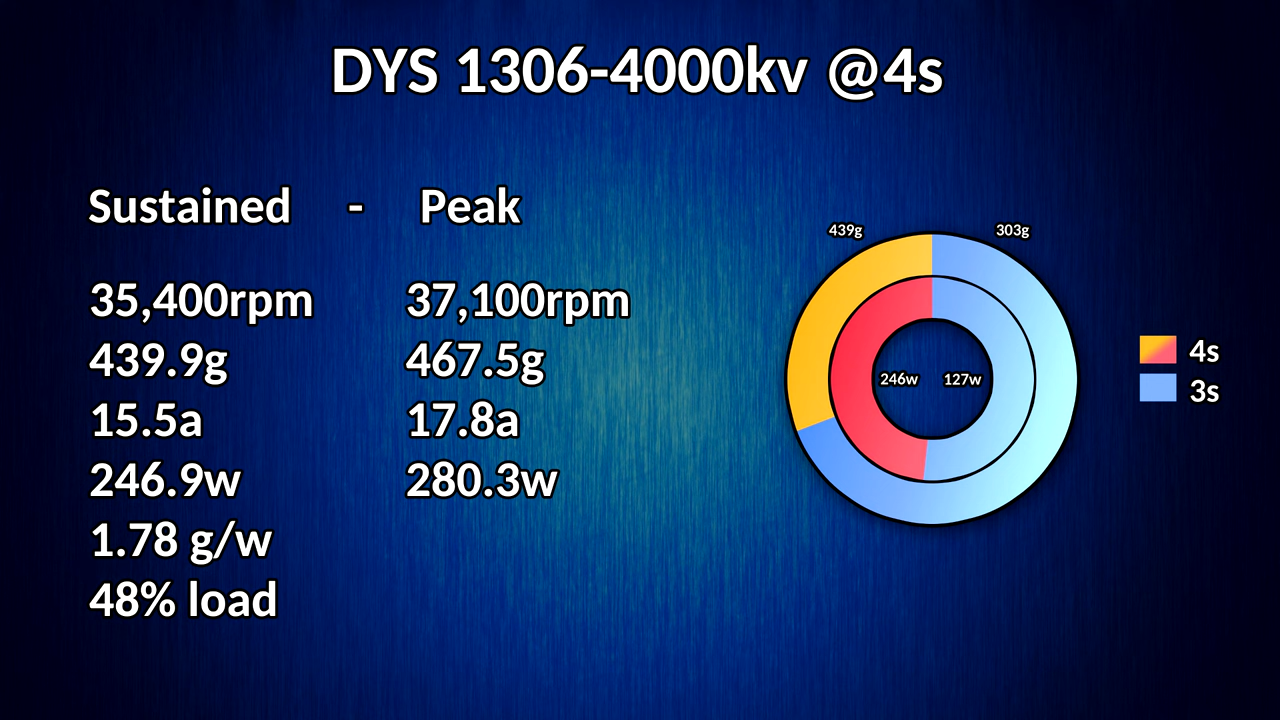 DYS 1306-4000kv @4s
Sustained - Peak
35,400rpm 37,100rpm
439.9g 467.5g
15.5a 17.8a
246.9w 280.3w
1.78 g/w
48% load
439g 303g
246w 127w
4s
3s